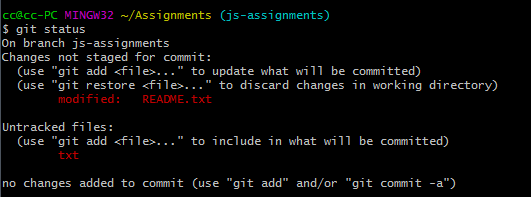 cc@cc-PC MINGW32 ~/Assignments (js-assignments)
$ git status
On branch js-assignments
Changes not staged for commit:
  (use "git add <file>..." to update what will be committed)
  (use "git restore <file>..." to discard changes in working directory)
        modified:   README.txt

Untracked files:
  (use "git add <file>..." to include in what will be committed)
        txt

no changes added to commit (use "git add" and/or "git commit -a")